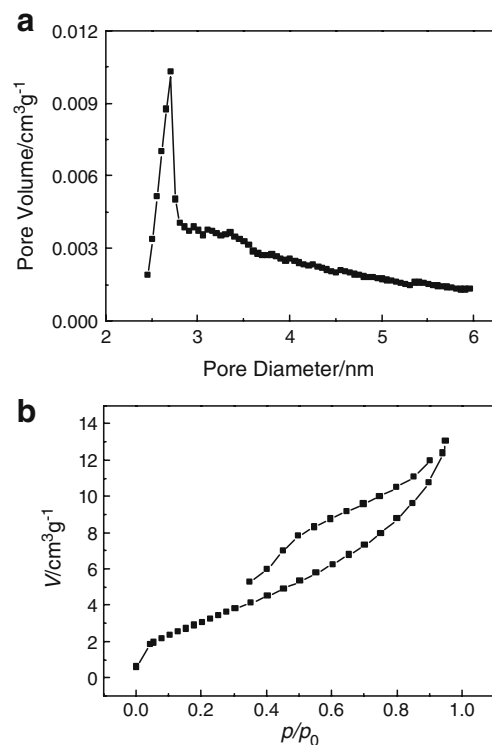 a
0.012
0.009
0.006
0.003
0.000
Pore Volume/cm³g⁻¹
2 3 4 5 6
Pore Diameter/nm
b
14
12
10
8
6
4
2
0
V/cm³g⁻¹
0.0 0.2 0.4 0.6 0.8 1.0
p/p₀